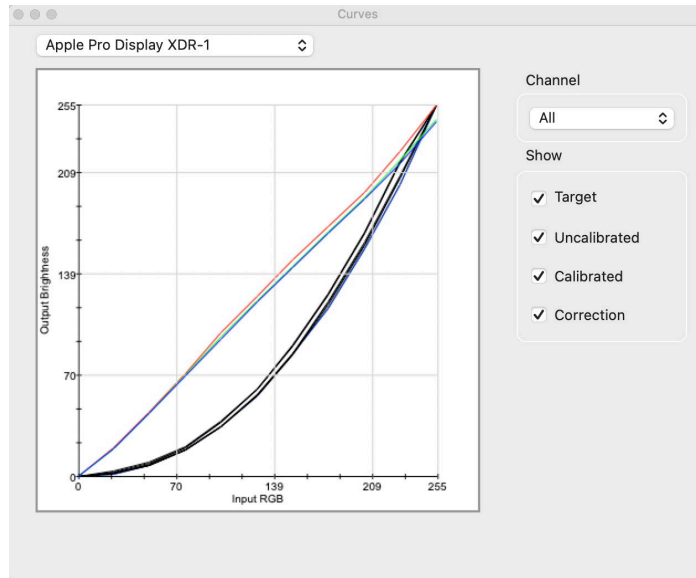 Curves
Apple Pro Display XDR-1
Channel
All
Show
Target
Uncalibrated
Calibrated
Correction
255
209
139
70
0
Output Brightness
0
70
139
209
255
Input RGB